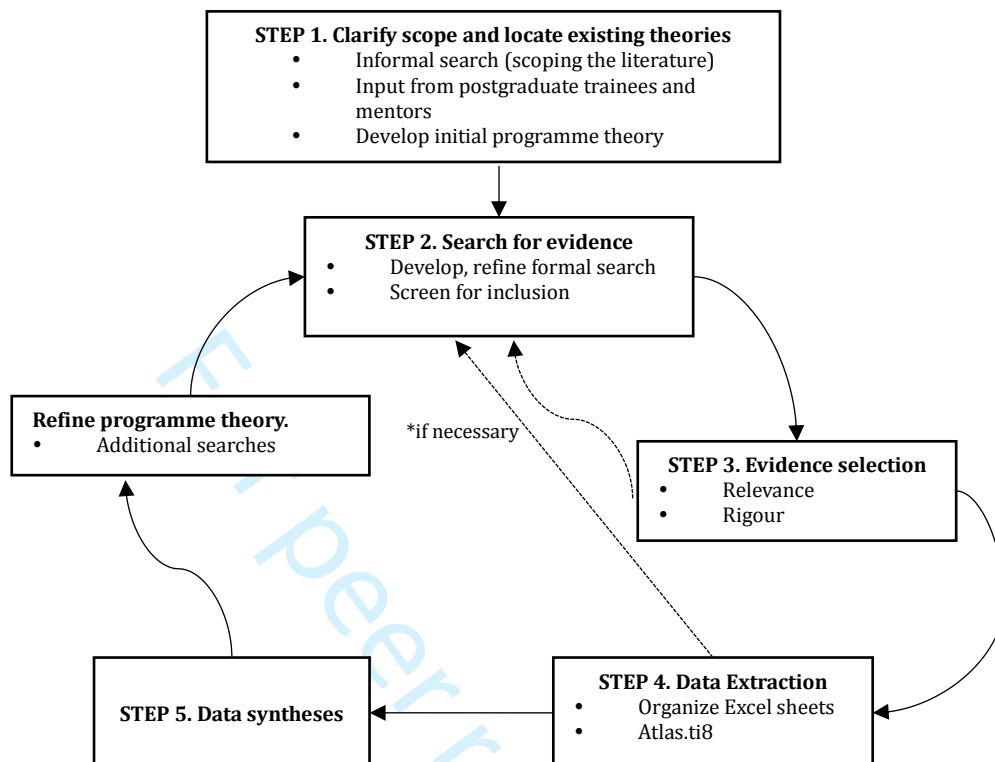 STEP 1. Clarify scope and locate existing theories
• Informal search (scoping the literature)
• Input from postgraduate trainees and
mentors
• Develop initial programme theory
STEP 2. Search for evidence
• Develop, refine formal search
• Screen for inclusion
Refine programme theory.
• Additional searches
*if necessary
STEP 3. Evidence selection
• Relevance
• Rigour
STEP 4. Data Extraction
• Organize Excel sheets
• Atlas.ti8
STEP 5. Data syntheses
peer